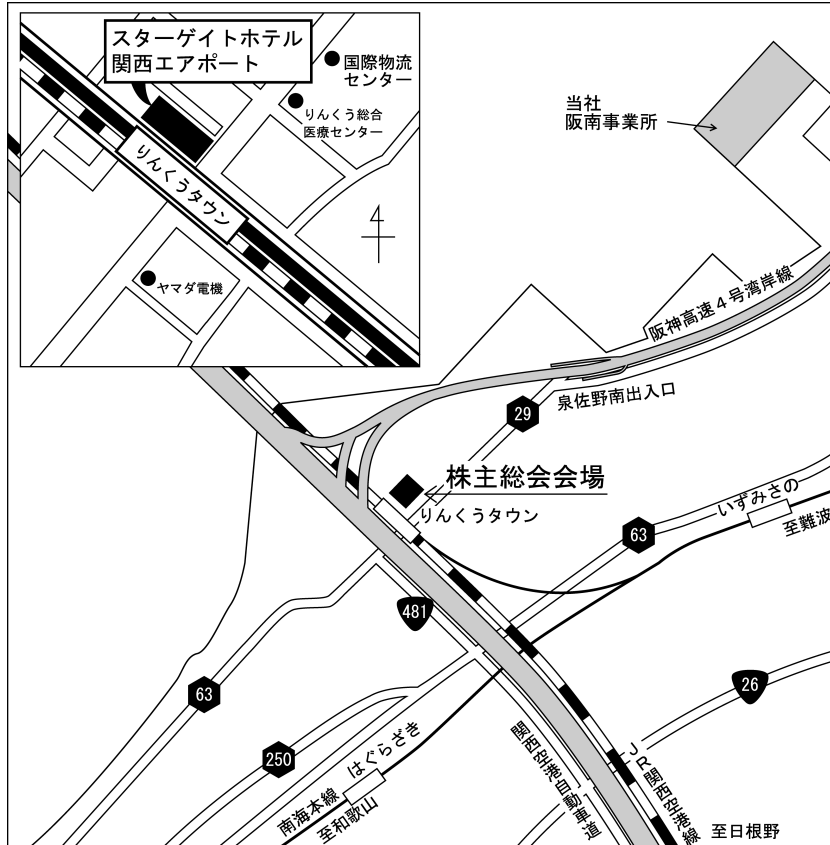 スターゲイトホテル
関西エアポート
国際物流
センター
りんくう総合
医療センター
りんくうタウン
ヤマダ電機
4
当社
阪南事業所
阪神高速4号湾岸線
泉佐野南出入口
29
株主総会会場
りんくうタウン
いずみさの
至難波
63
481
63
26
250
はぐらざき
南海本線
至和歌山
関西空港自動車道
JR関西空港線
至日根野